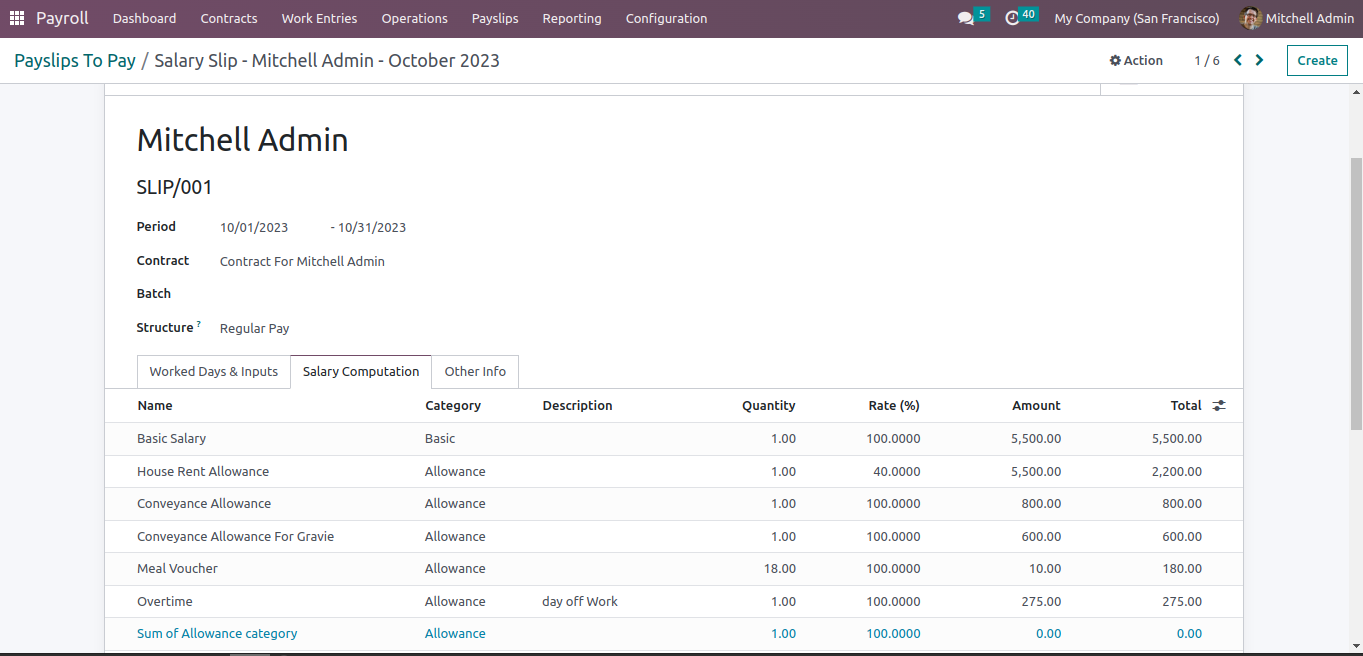 Payroll Dashboard Contracts Work Entries Operations Payslips Reporting Configuration 5 40 My Company (San Francisco) Mitchell Admin
Payslips To Pay / Salary Slip - Mitchell Admin - October 2023 Action 1 / 6 Create
Mitchell Admin
SLIP/001
Period 10/01/2023 - 10/31/2023
Contract Contract For Mitchell Admin
Batch
Structure ? Regular Pay
Worked Days & Inputs Salary Computation Other Info
Name Category Description Quantity Rate (%) Amount Total
Basic Salary Basic 1.00 100.0000 5,500.00 5,500.00
House Rent Allowance Allowance 1.00 40.0000 5,500.00 2,200.00
Conveyance Allowance Allowance 1.00 100.0000 800.00 800.00
Conveyance Allowance For Gravie Allowance 1.00 100.0000 600.00 600.00
Meal Voucher Allowance 18.00 100.0000 10.00 180.00
Overtime Allowance day off Work 1.00 100.0000 275.00 275.00
Sum of Allowance category Allowance 1.00 100.0000 0.00 0.00